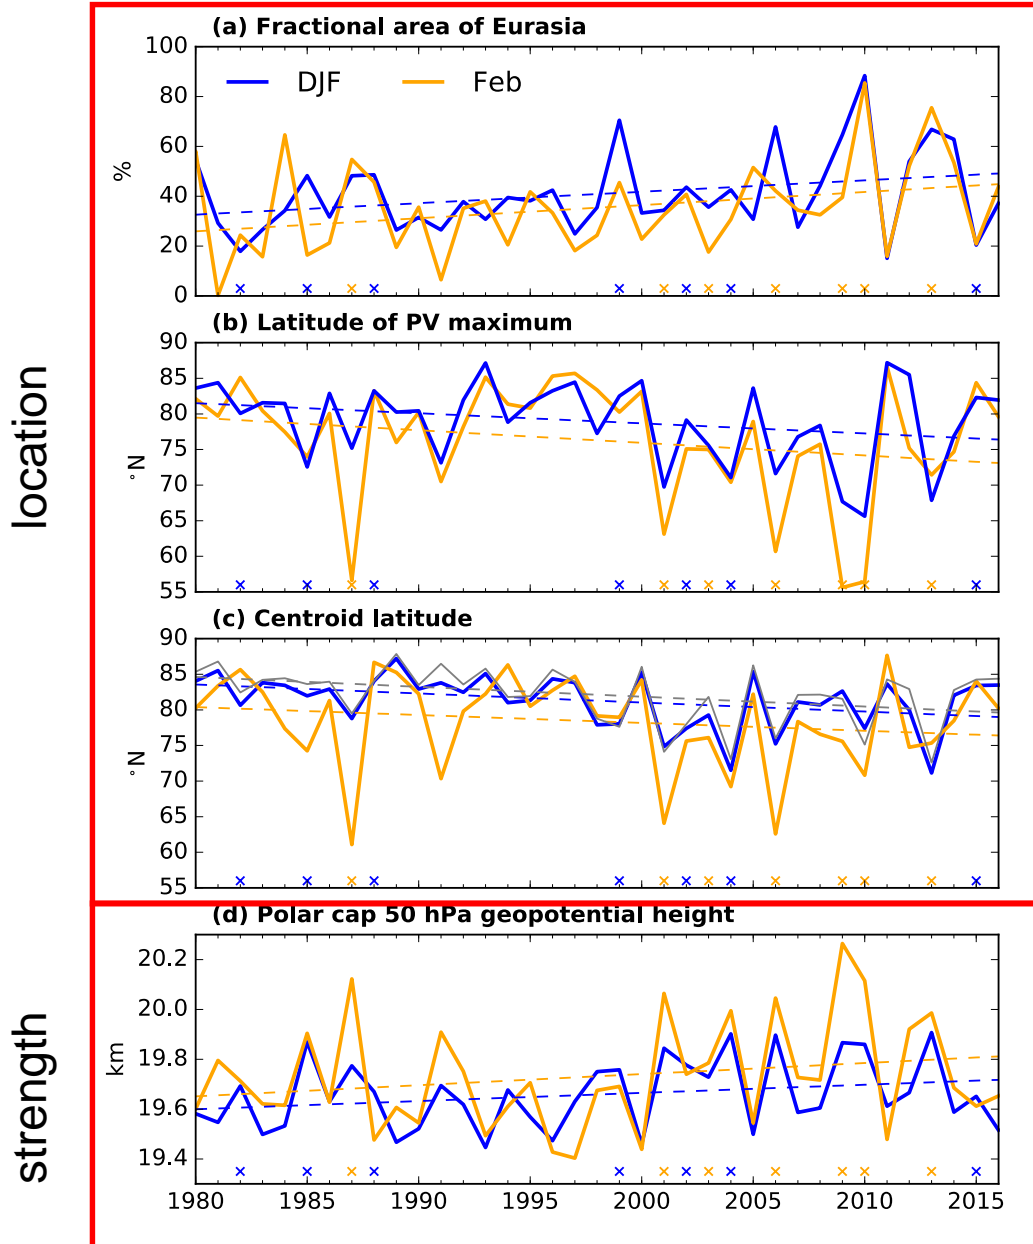 location
(a) Fractional area of Eurasia
100
80
60
40
20
0
%
DJF Feb
(b) Latitude of PV maximum
90
85
80
75
70
65
60
55
°N
(c) Centroid latitude
90
85
80
75
70
65
60
55
°N
strength
(d) Polar cap 50 hPa geopotential height
20.2
20.0
19.8
19.6
19.4
km
1980 1985 1990 1995 2000 2005 2010 2015